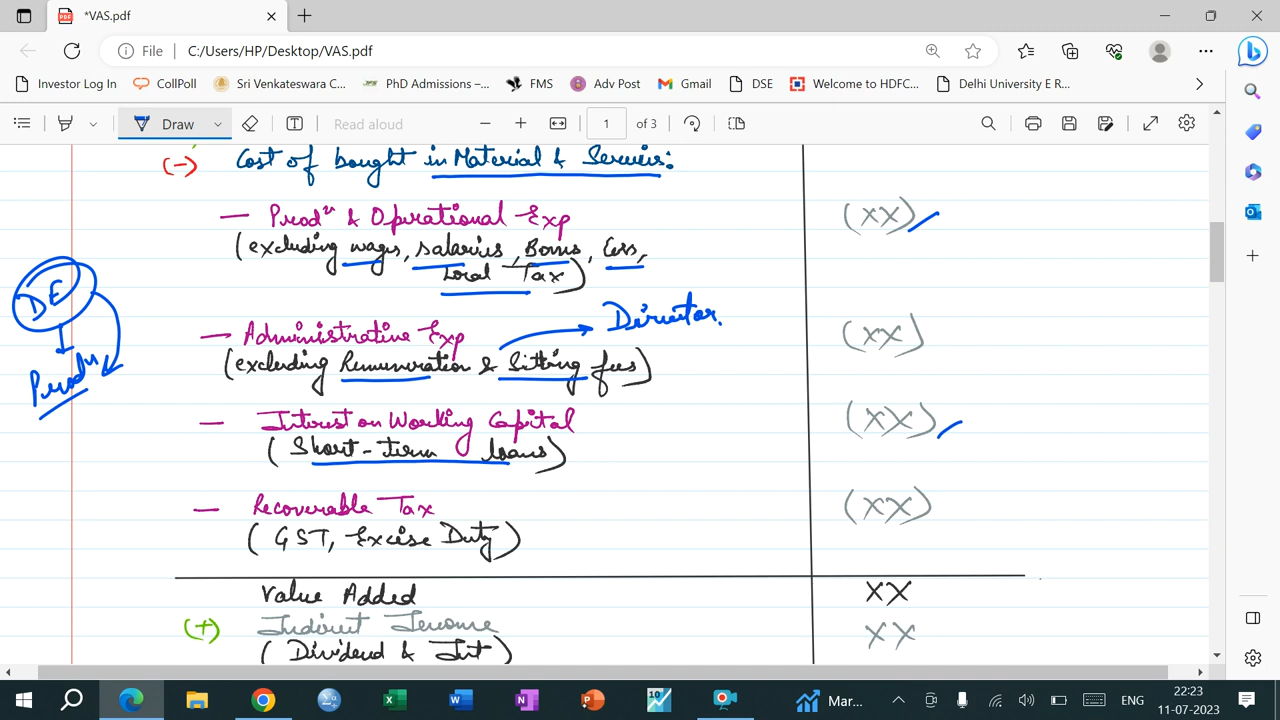 *VAS.pdf
File C:/Users/HP/Desktop/VAS.pdf
Investor Log In CollPoll Sri Venkateswara C... PhD Admissions –... FMS Adv Post Gmail DSE Welcome to HDFC... Delhi University E R...
Draw Read aloud 1 of 3
(-) Cost of bought in Material & Services:
— Prodⁿ & Operational Exp (XX)
(excluding wages, salaries, Bonus, Cess,
Local Tax)
DE
Prodⁿ
Director
— Administrative Exp (XX)
(excluding Remuneration & Sitting fees)
— Interest on Working Capital (XX)
(Short-term loans)
— Recoverable Tax (XX)
(GST, Excise Duty)
Value Added XX
(+) Indirect Income XX
(Dividend & Int)
Mar...
ENG
22:23
11-07-2023